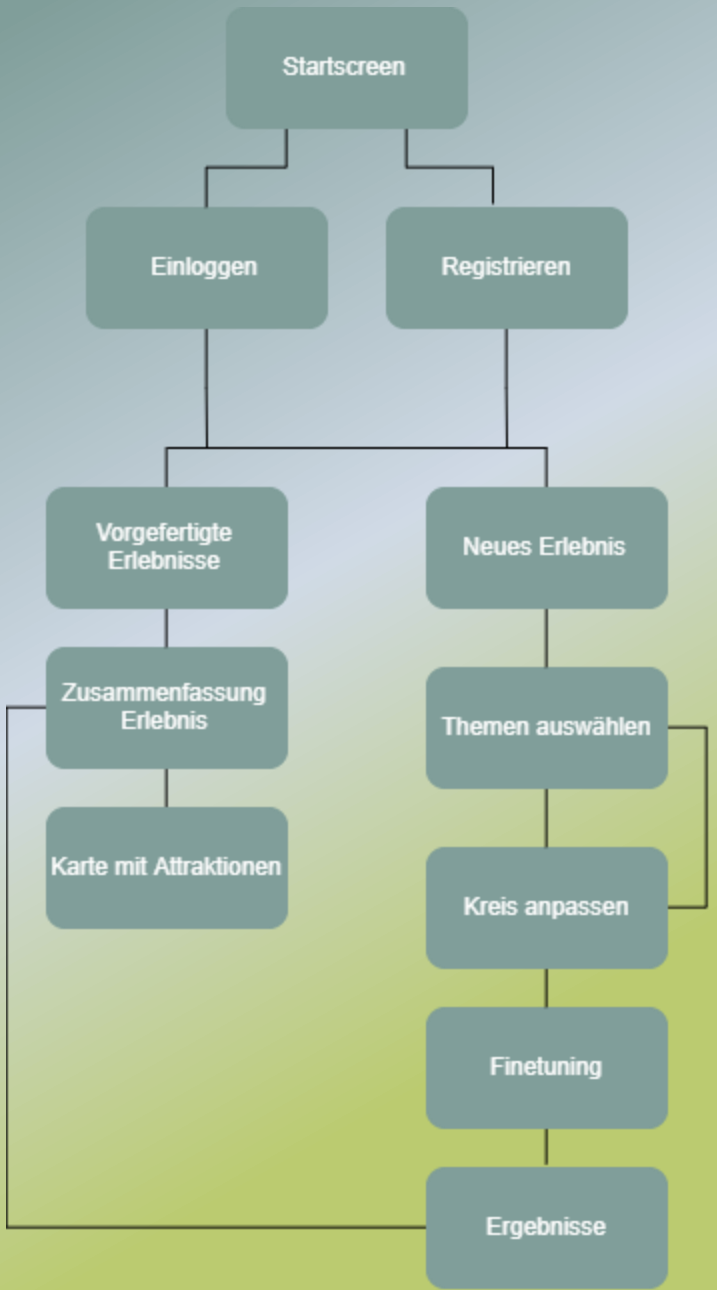 Startscreen
Einloggen
Registrieren
Vorgefertigte
Erlebnisse
Neues Erlebnis
Zusammenfassung
Erlebnis
Themen auswählen
Karte mit Attraktionen
Kreis anpassen
Finetuning
Ergebnisse